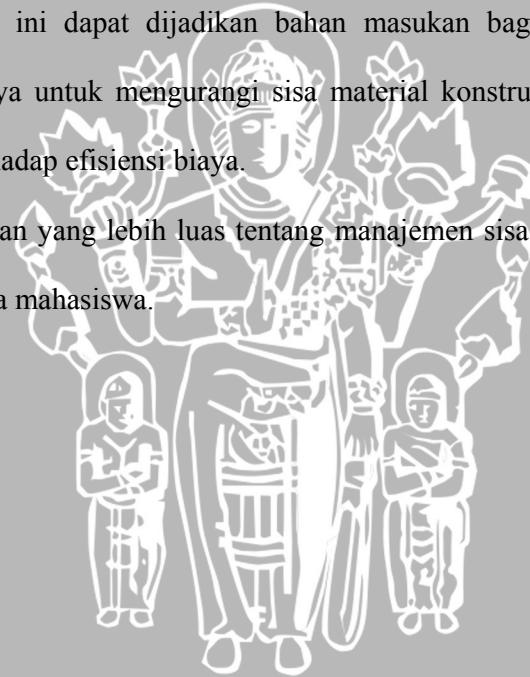 ini dapat dijadikan bahan masukan bag
ya untuk mengurangi sisa material konstru
adap efisiensi biaya.
an yang lebih luas tentang manajemen sisa
a mahasiswa.